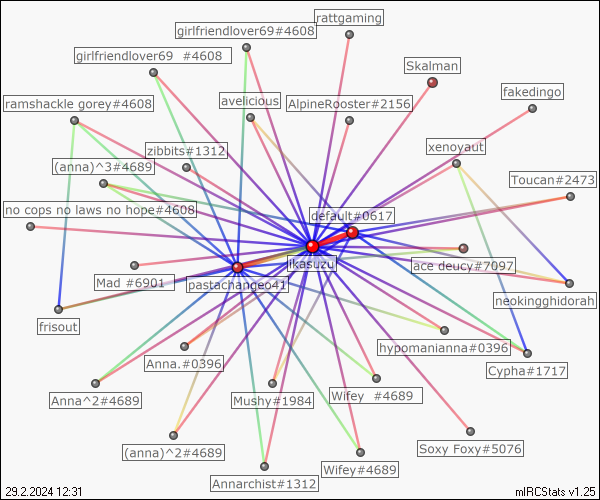 rattgaming
girlfriendlover69#4608
girlfriendlover69 #4608
Skalman
fakedingo
ramshackle gorey#4608
avelicious
AlpineRooster#2156
xenoyaut
zibbits#1312
(anna)^3#4689
Toucan#2473
no cops no laws no hope#4608
default#0617
ikasuzu
ace deucy#7097
Mad #6901
pastachange041
neokingghidorah
frisout
hypomanianna#0396
Anna.#0396
Cypha#1717
Anna^2#4689
Mushy#1984
Wifey #4689
(anna)^2#4689
Soxy Foxy#5076
Wifey#4689
Annarchist#1312
29.2.2024 12:31
mIRCStats v1.25